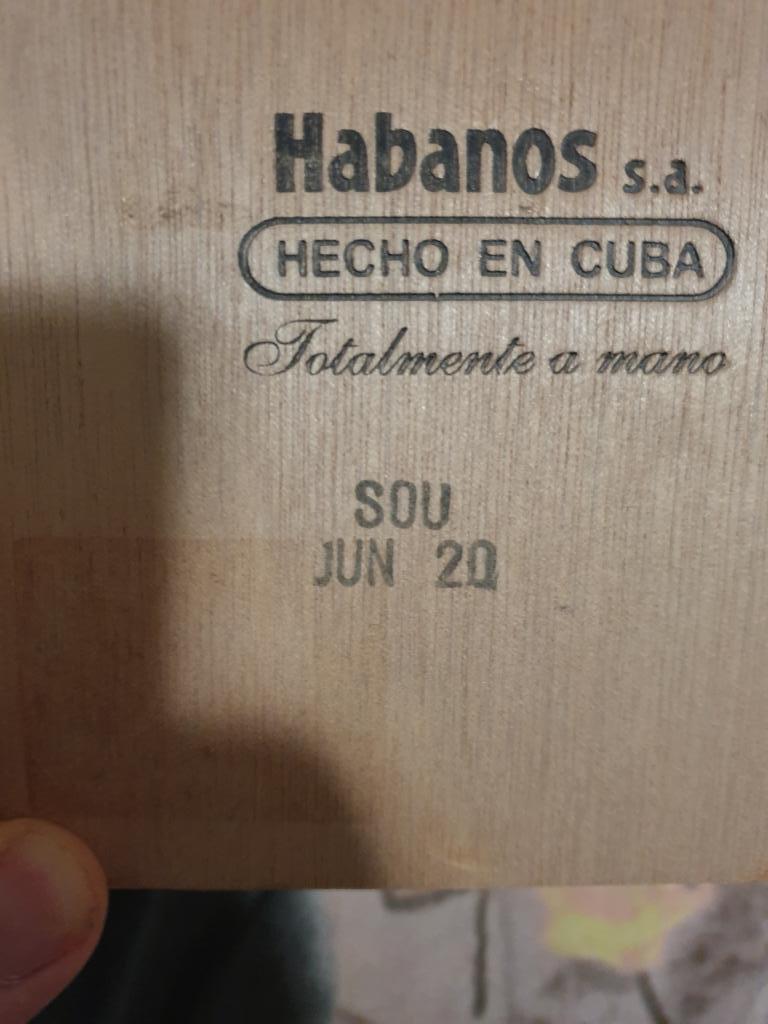 Habanos s.a.
HECHO EN CUBA
Totalmente a mano
SOU
JUN 20